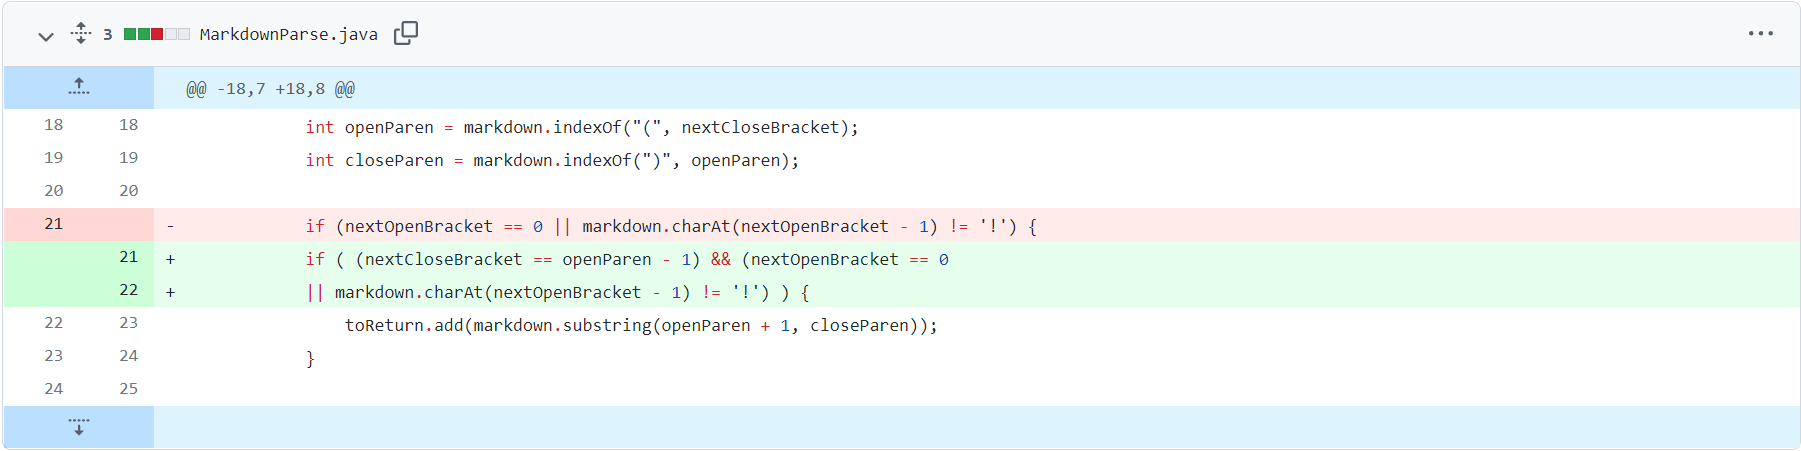 3 MarkdownParse.java
@@ -18,7 +18,8 @@
18 18 int openParen = markdown.indexOf("(", nextCloseBracket);
19 19 int closeParen = markdown.indexOf(")", openParen);
20 20
21 - if (nextOpenBracket == 0 || markdown.charAt(nextOpenBracket - 1) != '!') {
21 + if ( (nextCloseBracket == openParen - 1) && (nextOpenBracket == 0
22 + || markdown.charAt(nextOpenBracket - 1) != '!') ) {
22 23 toReturn.add(markdown.substring(openParen + 1, closeParen));
23 24 }
24 25